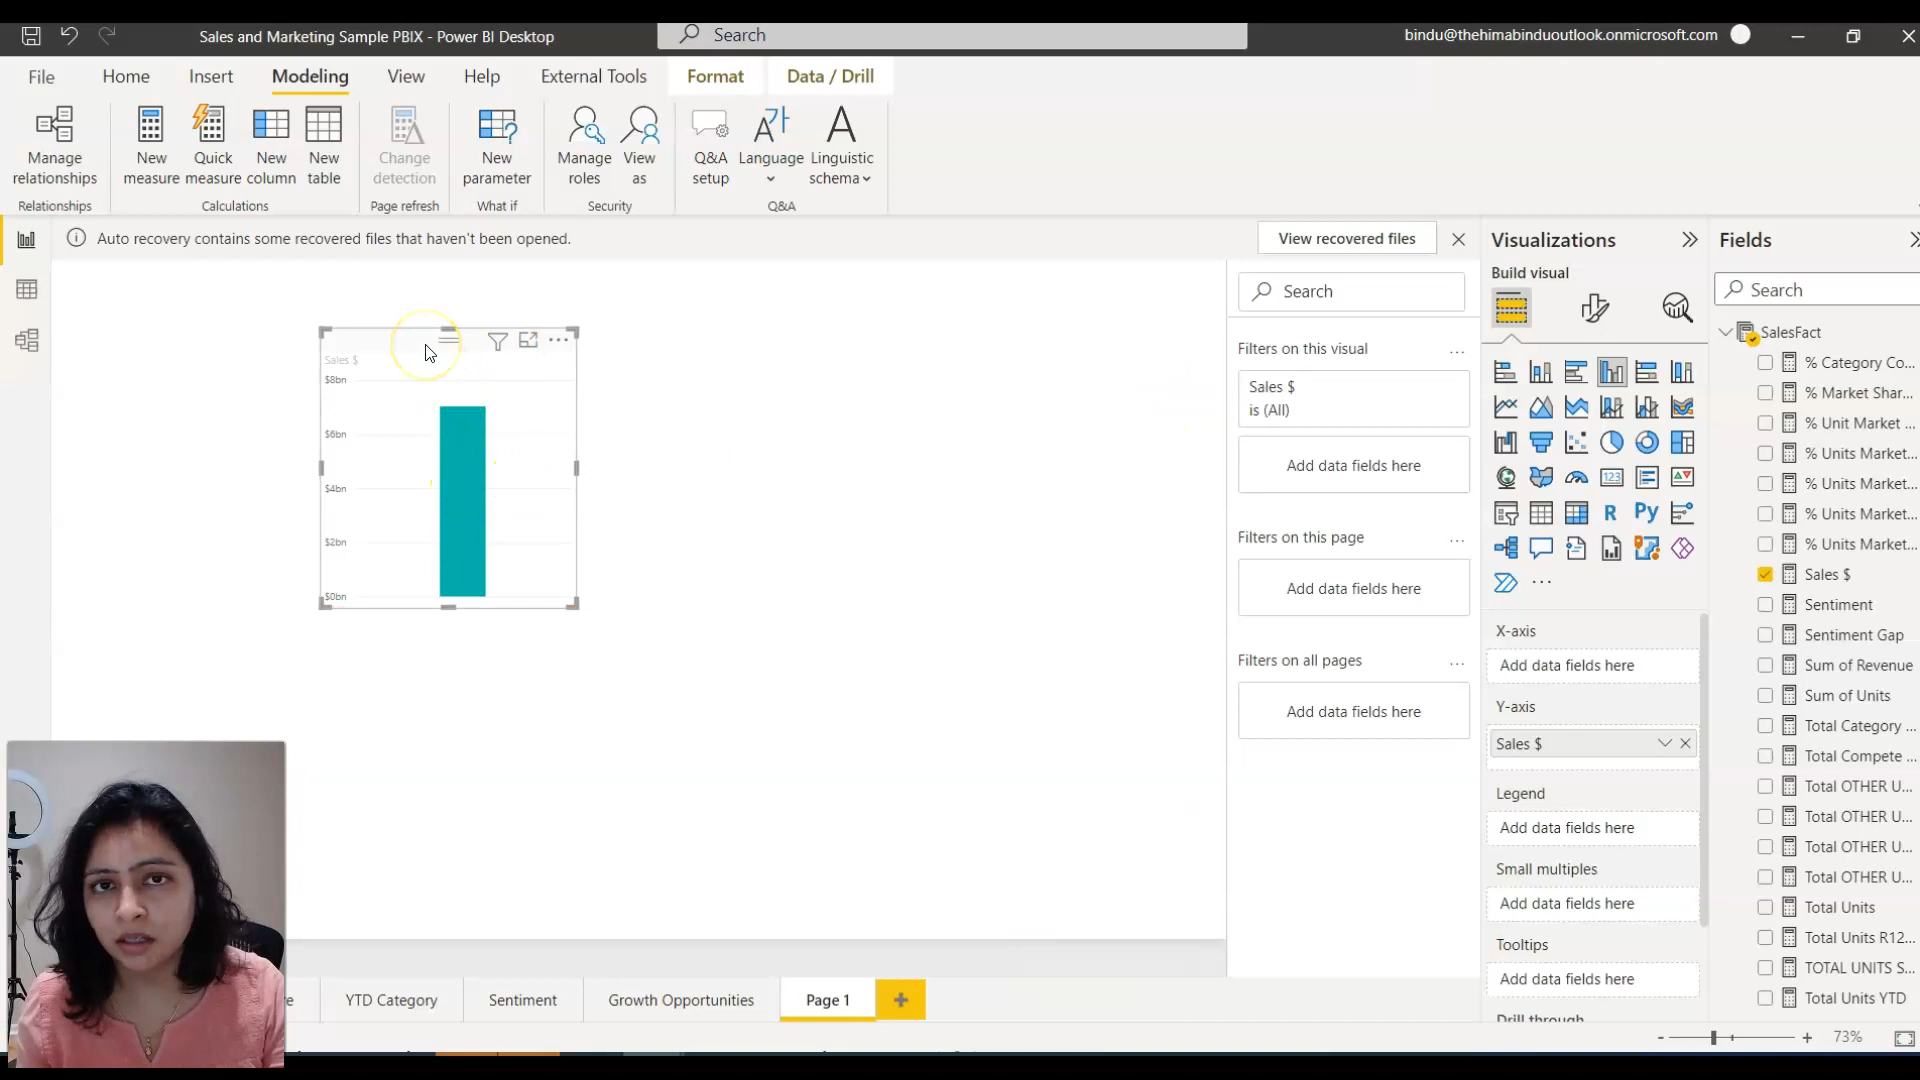 Sales and Marketing Sample PBIX - Power BI Desktop
Search
bindu@thehimabinduoutlook.onmicrosoft.com
File
Home
Insert
Modeling
View
Help
External Tools
Format
Data / Drill
Manage
relationships
New
measure
Quick
measure
New
column
New
table
Change
detection
New
parameter
Manage
roles
View
as
Q&A
setup
Language
Linguistic
schema
Relationships
Calculations
Page refresh
What if
Security
Q&A
Auto recovery contains some recovered files that haven't been opened.
View recovered files
Sales $
$8bn
$6bn
$4bn
$2bn
$0bn
Search
Filters on this visual
...
Sales $
is (All)
Add data fields here
Filters on this page
...
Add data fields here
Filters on all pages
...
Add data fields here
Visualizations
Build visual
123
R
Py
...
X-axis
Add data fields here
Y-axis
Sales $
Legend
Add data fields here
Small multiples
Add data fields here
Tooltips
Add data fields here
Drill through
Fields
Search
SalesFact
% Category Co...
% Market Shar...
% Unit Market ...
% Units Market...
% Units Market...
% Units Market...
% Units Market...
Sales $
Sentiment
Sentiment Gap
Sum of Revenue
Sum of Units
Total Category ...
Total Compete ...
Total OTHER U...
Total OTHER U...
Total OTHER U...
Total OTHER U...
Total Units
Total Units R12...
TOTAL UNITS S...
Total Units YTD
YTD Category
Sentiment
Growth Opportunities
Page 1
+
- + 73%